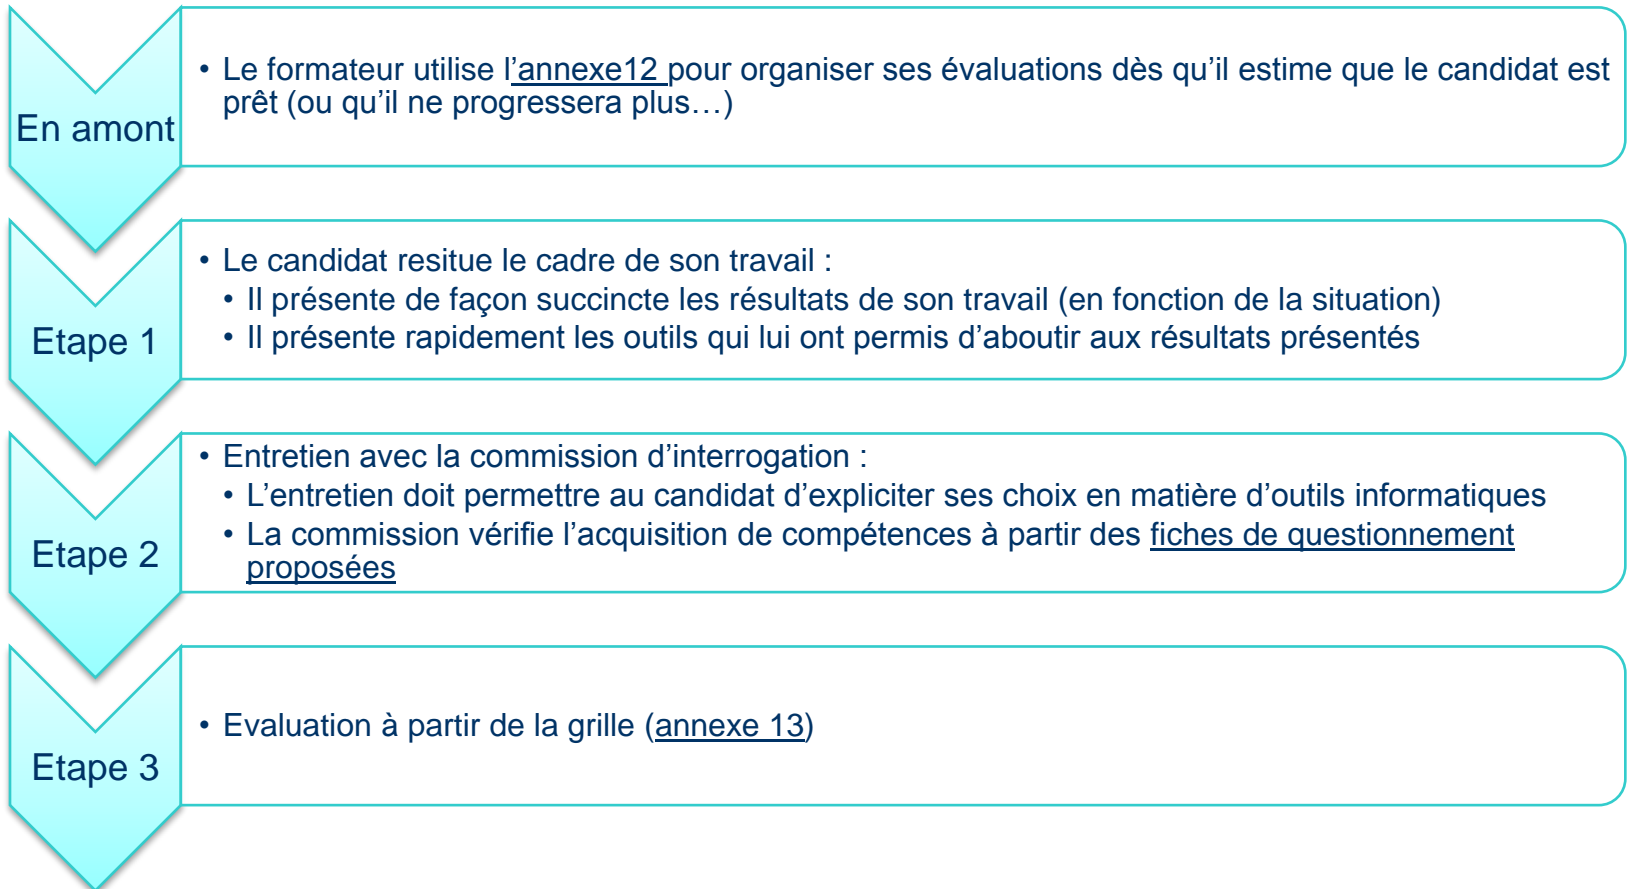 En amont
• Le formateur utilise l’annexe12 pour organiser ses évaluations dès qu’il estime que le candidat est
prêt (ou qu’il ne progressera plus…)
Etape 1
• Le candidat resitue le cadre de son travail :
• Il présente de façon succincte les résultats de son travail (en fonction de la situation)
• Il présente rapidement les outils qui lui ont permis d’aboutir aux résultats présentés
Etape 2
• Entretien avec la commission d’interrogation :
• L’entretien doit permettre au candidat d’expliciter ses choix en matière d’outils informatiques
• La commission vérifie l’acquisition de compétences à partir des fiches de questionnement
proposées
Etape 3
• Evaluation à partir de la grille (annexe 13)